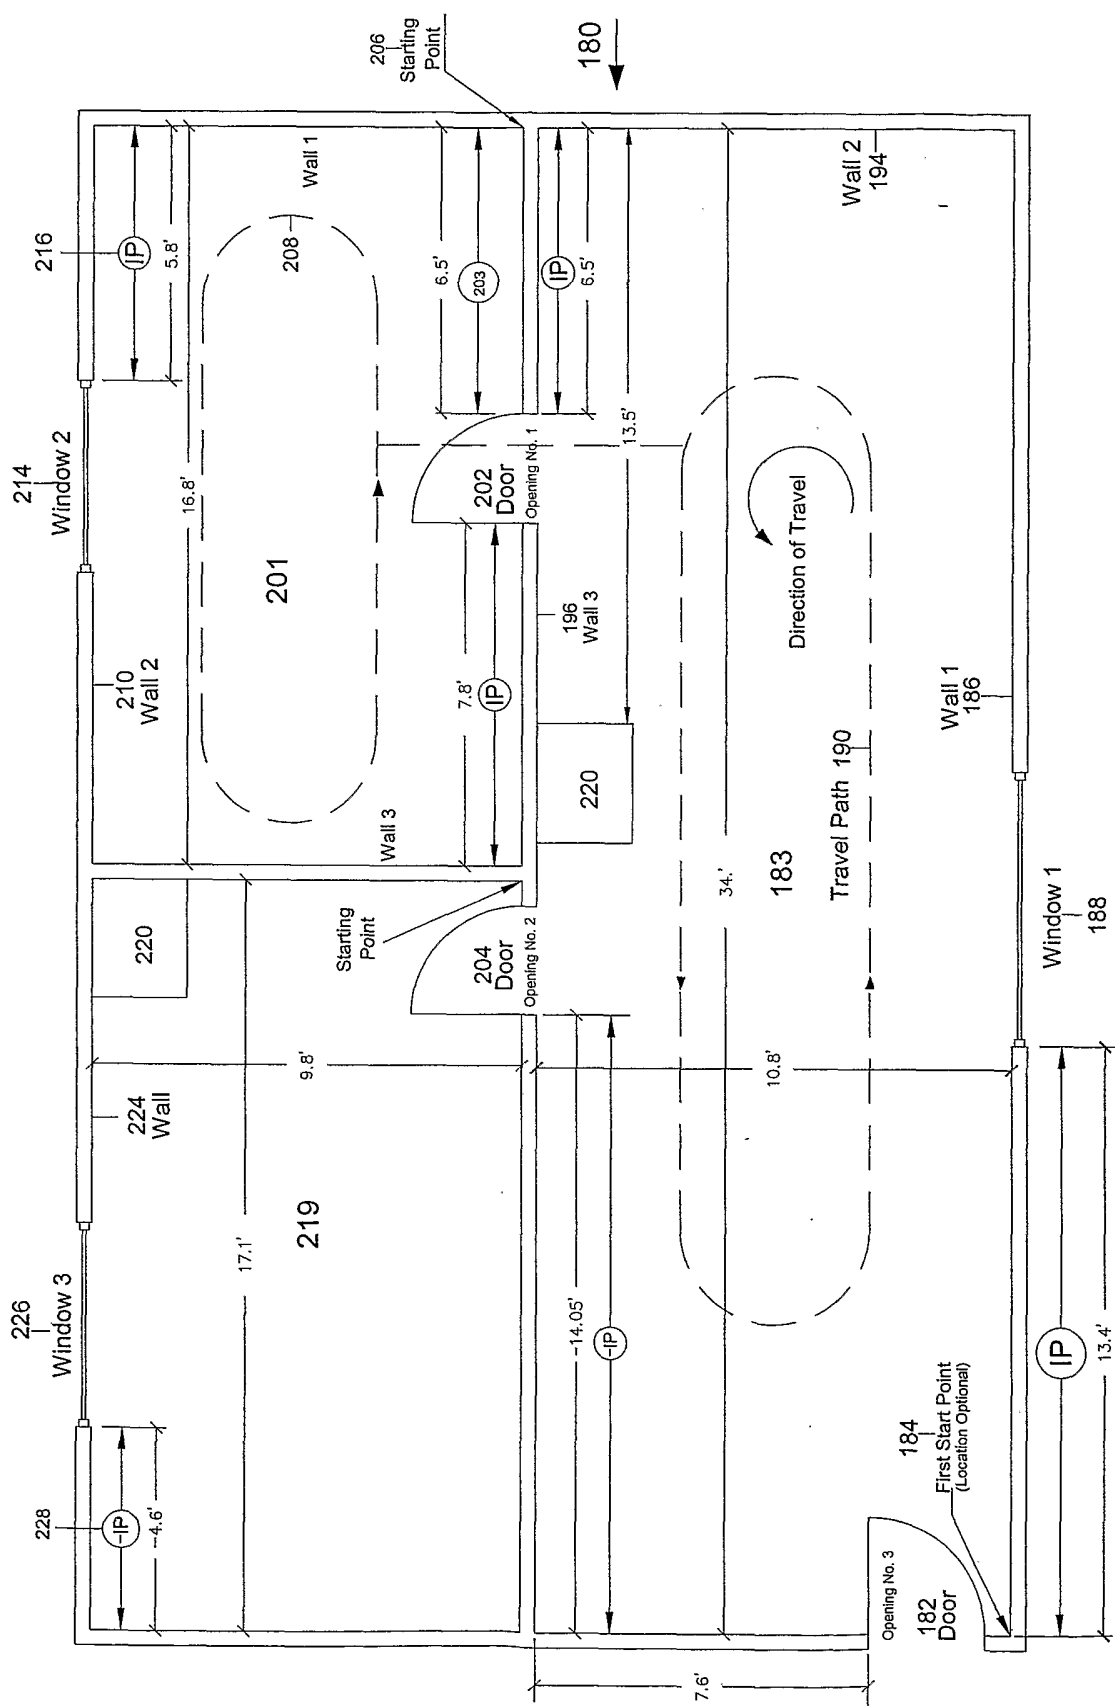 206
Starting
Point
180
216
IP
5.8'
Wall 1
208
6.5'
203
IP
6.5'
Wall 2
194
214
Window 2
16.8'
201
202
Door
Opening No. 1
13.5'
Direction of Travel
210
Wall 2
7.8'
IP
196
Wall 3
Wall 1
186
Wall 3
220
34.'
183
Travel Path 190
Window 1
188
220
Starting
Point
204
Door
Opening No. 2
224
Wall
9.8'
10.8'
226
Window 3
219
17.1'
-14.05'
-IP
IP
13.4'
228
-IP
-4.6'
184
First Start Point
(Location Optional)
Opening No. 3
182
Door
7.6'